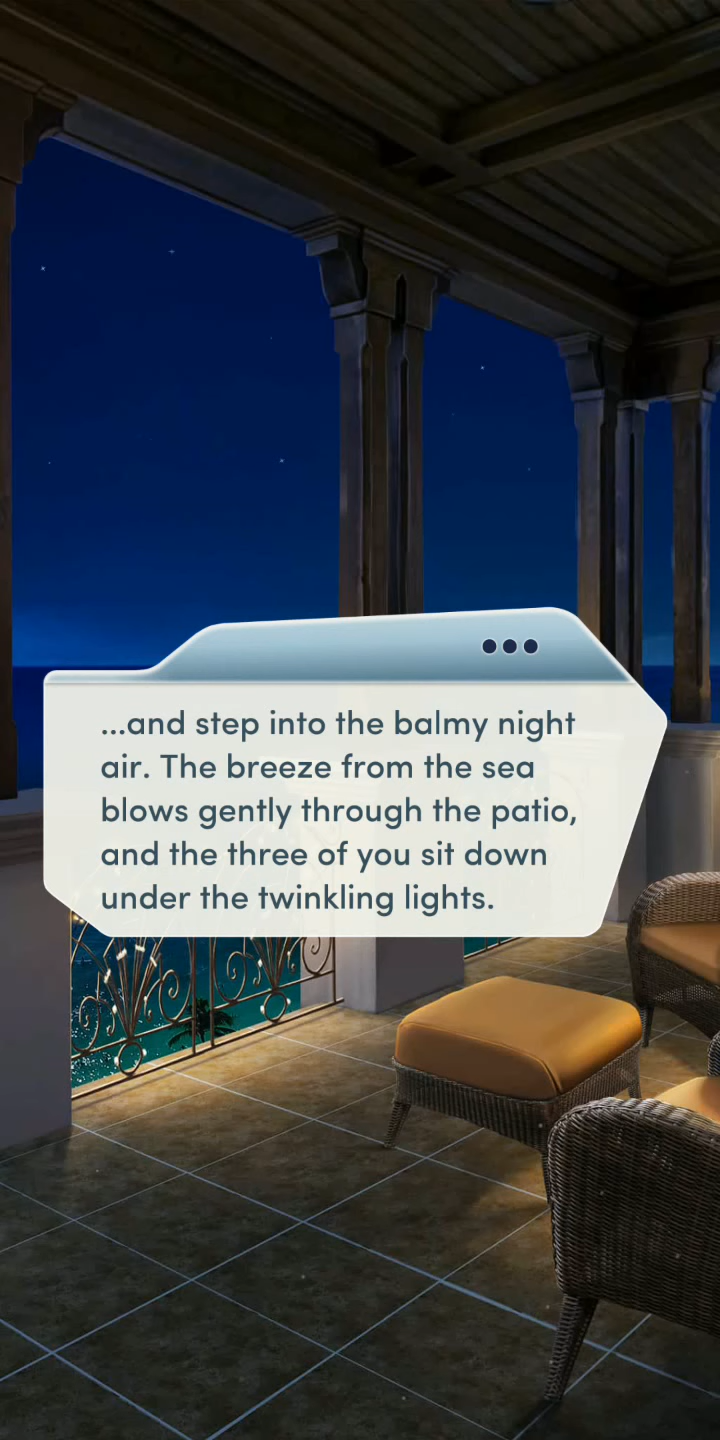 ...and step into the balmy night
air. The breeze from the sea
blows gently through the patio,
and the three of you sit down
under the twinkling lights.